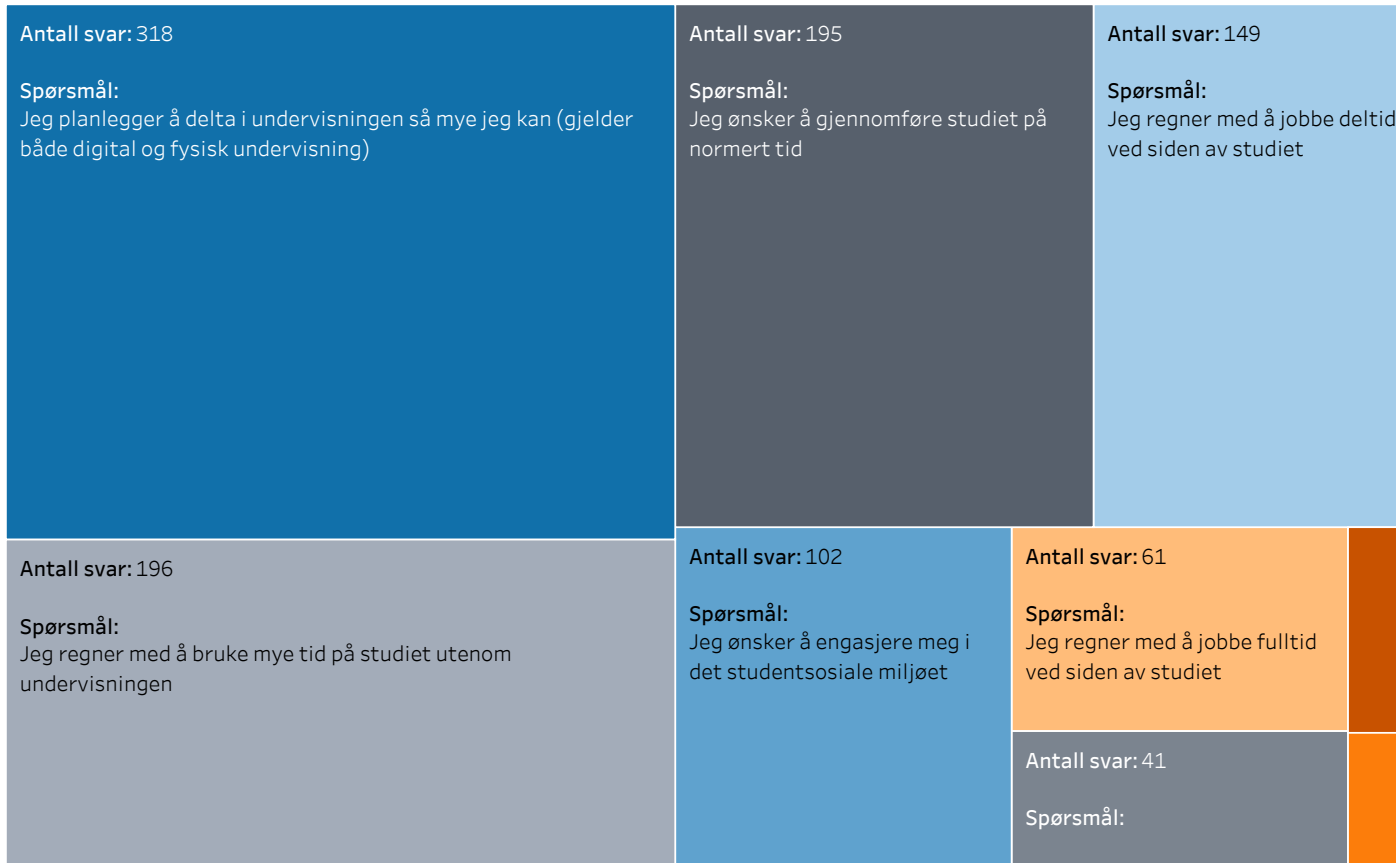 Antall svar: 318
Spørsmål:
Jeg planlegger å delta i undervisningen så mye jeg kan (gjelder
både digital og fysisk undervisning)
Antall svar: 195
Spørsmål:
Jeg ønsker å gjennomføre studiet på
normert tid
Antall svar: 149
Spørsmål:
Jeg regner med å jobbe deltid
ved siden av studiet
Antall svar: 196
Spørsmål:
Jeg regner med å bruke mye tid på studiet utenom
undervisningen
Antall svar: 102
Spørsmål:
Jeg ønsker å engasjere meg i
det studentsosiale miljøet
Antall svar: 61
Spørsmål:
Jeg regner med å jobbe fulltid
ved siden av studiet
Antall svar: 41
Spørsmål: